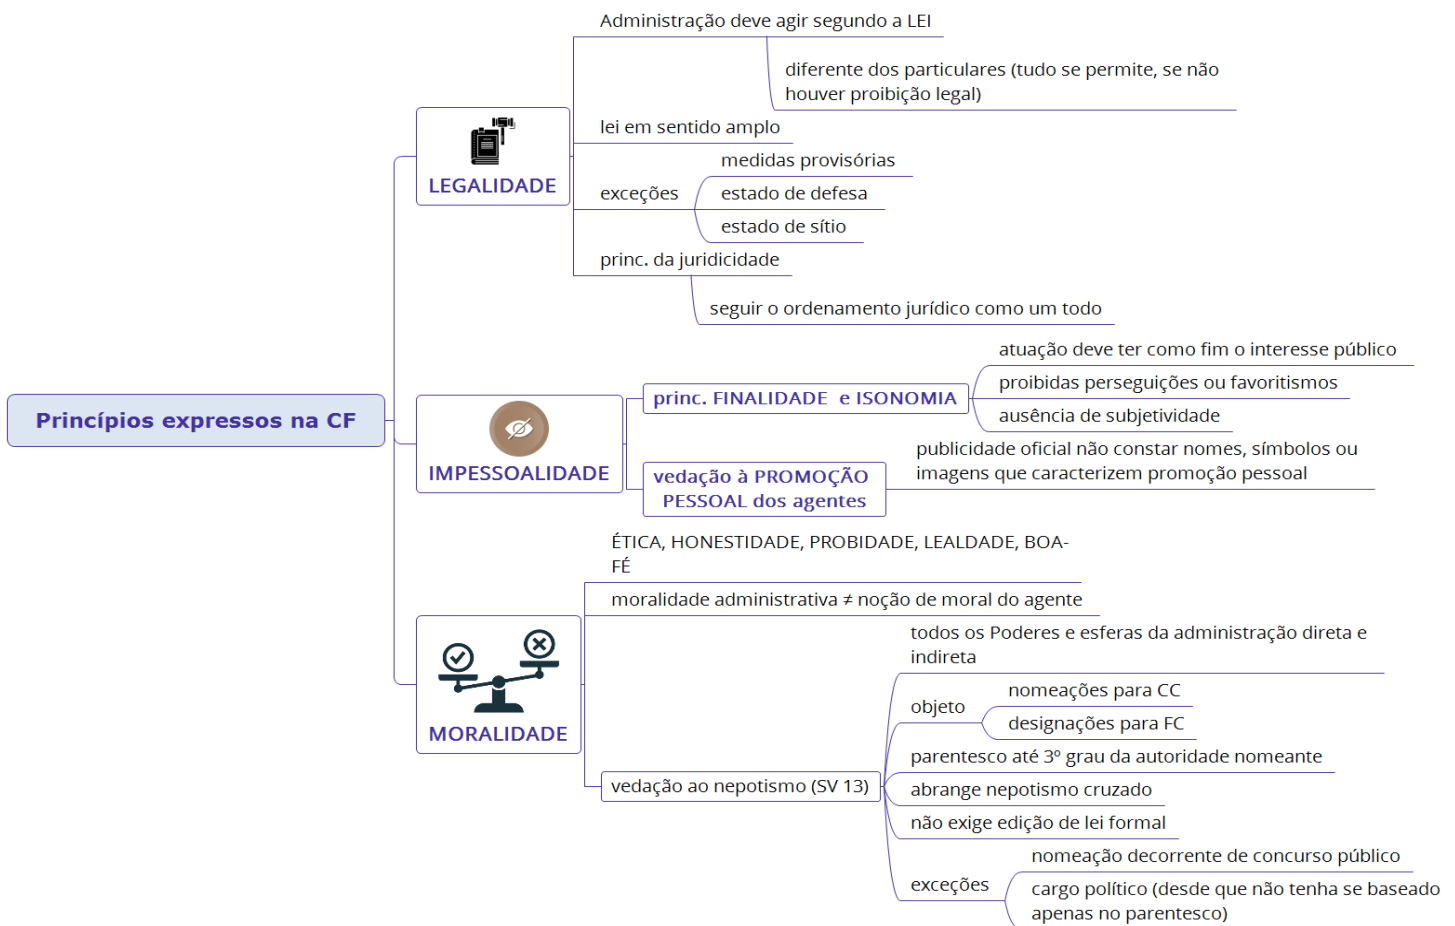 Princípios expressos na CF
LEGALIDADE
Administração deve agir segundo a LEI
diferente dos particulares (tudo se permite, se não
houver proibição legal)
lei em sentido amplo
exceções
medidas provisórias
estado de defesa
estado de sítio
princ. da juridicidade
seguir o ordenamento jurídico como um todo
IMPESSOALIDADE
princ. FINALIDADE e ISONOMIA
atuação deve ter como fim o interesse público
proibidas perseguições ou favoritismos
ausência de subjetividade
vedação à PROMOÇÃO
PESSOAL dos agentes
publicidade oficial não constar nomes, símbolos ou
imagens que caracterizem promoção pessoal
MORALIDADE
ÉTICA, HONESTIDADE, PROBIDADE, LEALDADE, BOA-
FÉ
moralidade administrativa ≠ noção de moral do agente
vedação ao nepotismo (SV 13)
todos os Poderes e esferas da administração direta e
indireta
objeto
nomeações para CC
designações para FC
parentesco até 3º grau da autoridade nomeante
abrange nepotismo cruzado
não exige edição de lei formal
exceções
nomeação decorrente de concurso público
cargo político (desde que não tenha se baseado
apenas no parentesco)